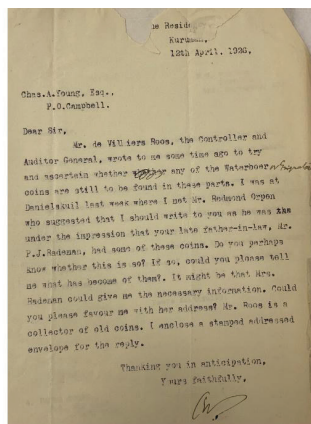 he Reside
Kuruman,
12th April, 1926.
Chas.A.Young, Esq.,
P.O.Campbell.
Dear Sir,
Mr. de Villiers Roos, the Controller and
Auditor General, wrote to me some time ago to try
and ascertain whether any of the Waterboer
coins are still to be found in these parts. I was at
Danielskuil last week where I met Mr. Redmond Orpen
who suggested that I should write to you as he was
under the impression that your late father-in-law, Mr.
P.J.Hadenan, had some of these coins. Do you perhaps
know whether this is so? If so, could you please tell
me what has become of them? It might be that Mrs.
Hadenan could give me the necessary information. Could
you please favour me with her address? Mr. Roos is a
collector of old coins. I enclose a stamped addressed
envelope for the reply.
Thanking you in anticipation,
Yours faithfully,